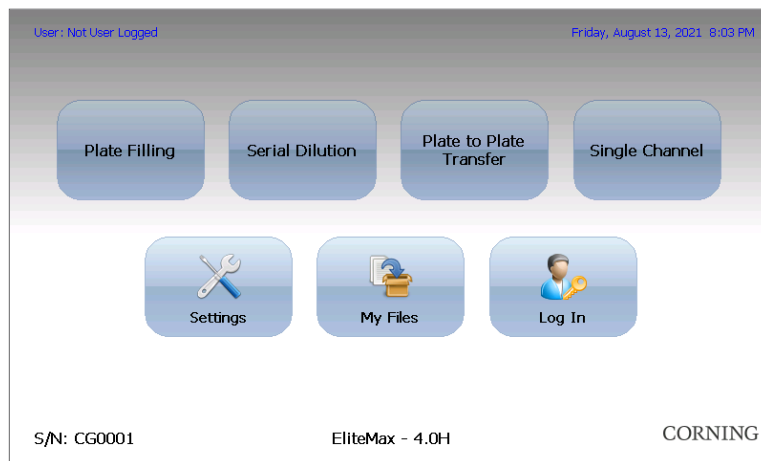 User: Not User Logged
Friday, August 13, 2021 8:03 PM
Plate Filling
Serial Dilution
Plate to Plate
Transfer
Single Channel
Settings
My Files
Log In
S/N: CG0001
EliteMax - 4.0H
CORNING